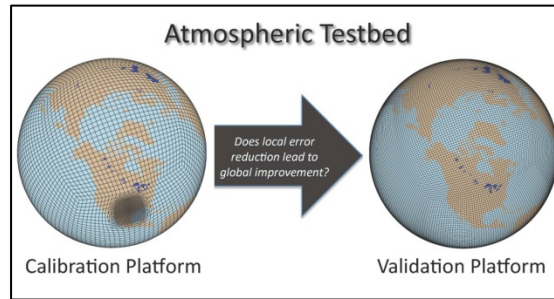 Atmospheric Testbed
Does local error
reduction lead to
global improvement?
Calibration Platform
Validation Platform